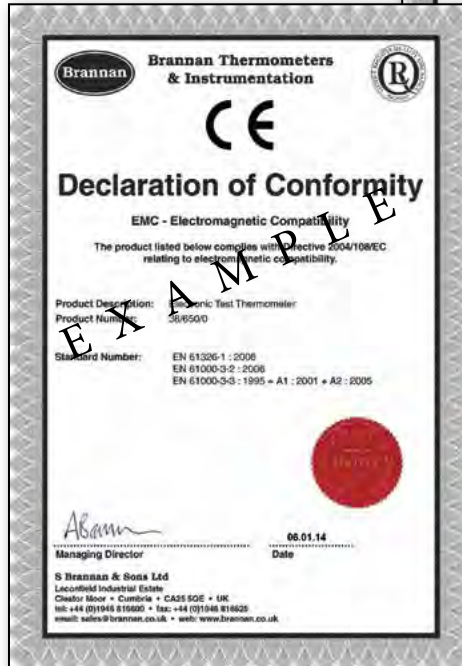 Brannan
Brannan Thermometers
& Instrumentation
R
CE
Declaration of Conformity
EMC - Electromagnetic Compatibility
The product listed below complies with Directive 2004/108/EC
relating to electromagnetic compatibility.
EXAMPLE
Product Description: Electronic Test Thermometer
Product Number: 38/650/0
Standard Number: EN 61326-1 : 2006
EN 61000-3-2 : 2006
EN 61000-3-3 : 1995 + A1 : 2001 + A2 : 2005
ABrannan
06.01.14
Managing Director Date
S Brannan & Sons Ltd
Leconfield Industrial Estate
Cleator Moor • Cumbria • CA25 5QE • UK
tel: +44 (0)1946 816600 • fax: +44 (0)1946 816625
email: sales@brannan.co.uk • web: www.brannan.co.uk